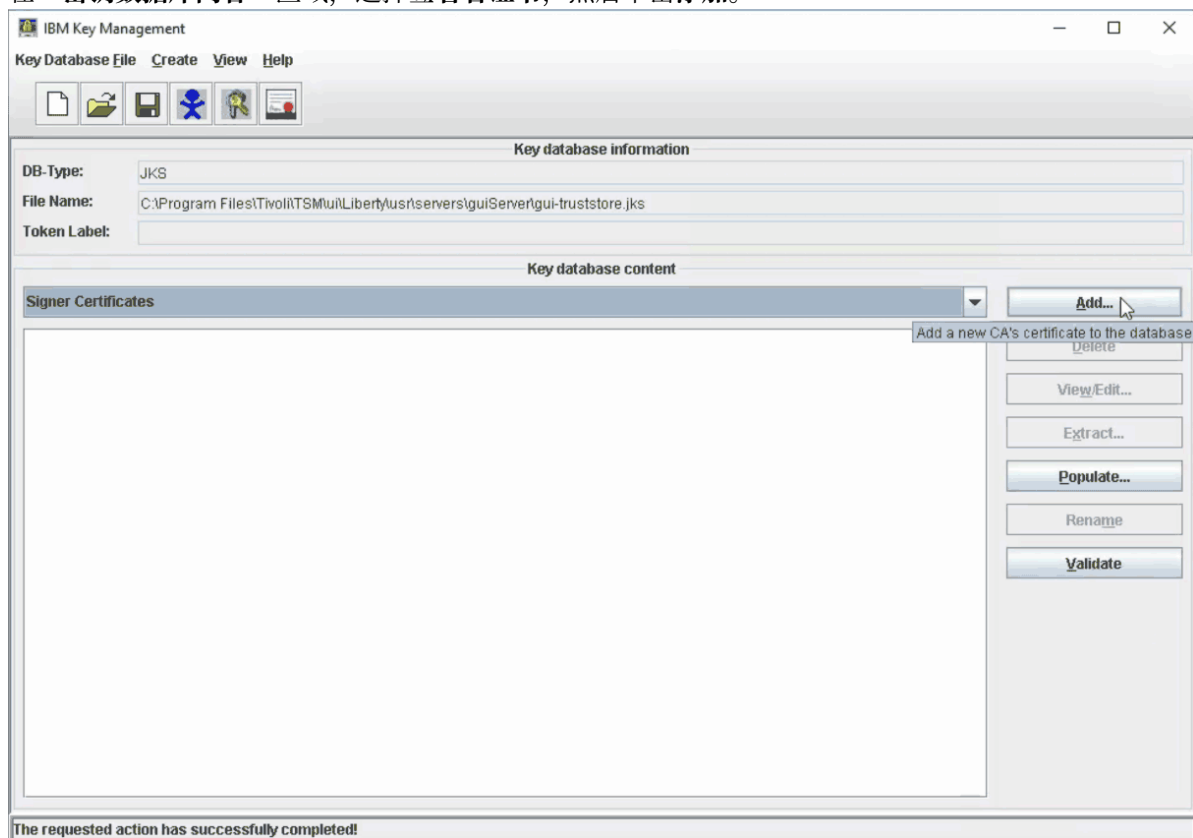 IBM Key Management
Key Database File Create View Help
Key database information
DB-Type: JKS
File Name: C:\Program Files\Tivoli\TSM\ui\Liberty\usr\servers\guiServer\gui-truststore.jks
Token Label:
Key database content
Signer Certificates
Add...
Add a new CA's certificate to the database
Delete
View/Edit...
Extract...
Populate...
Rename
Validate
The requested action has successfully completed!